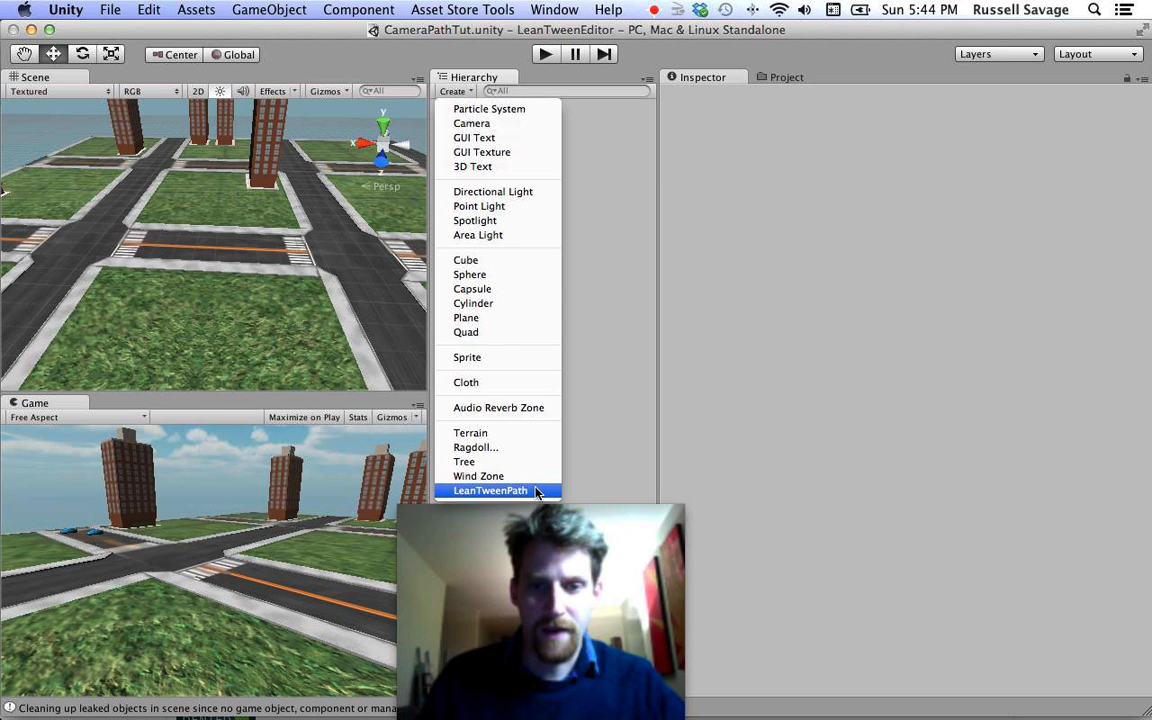 Unity File Edit Assets GameObject Component Asset Store Tools Window Help Sun 5:44 PM Russell Savage
CameraPathTut.unity - LeanTweenEditor - PC, Mac & Linux Standalone
Center Global Layers Layout
Scene Hierarchy Inspector Project
Textured RGB 2D Effects Gizmos All Create All
Particle System
Camera
GUI Text
GUI Texture
3D Text
Directional Light
Point Light
Spotlight
Area Light
Cube
Sphere
Capsule
Cylinder
Plane
Quad
Sprite
Cloth
Audio Reverb Zone
Terrain
Ragdoll...
Tree
Wind Zone
LeanTweenPath
y
x
z
Persp
Game
Free Aspect Maximize on Play Stats Gizmos
Cleaning up leaked objects in scene since no game object, component or mana